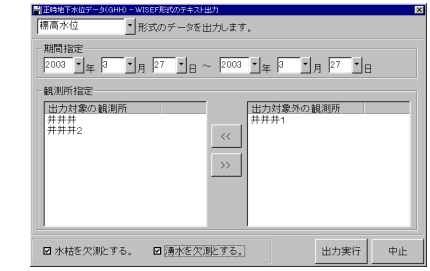 正時地下水位データ(GHH) - WISEF形式のテキスト出力
標高水位 形式のデータを出力します。
期間指定
2003 年 3 月 27 日 ～ 2003 年 3 月 27 日
観測所指定
出力対象の観測所
井井井
井井井2
<<
>>
出力対象外の観測所
井井井1
水枯を欠測とする。 湧水を欠測とする。 出力実行 中止